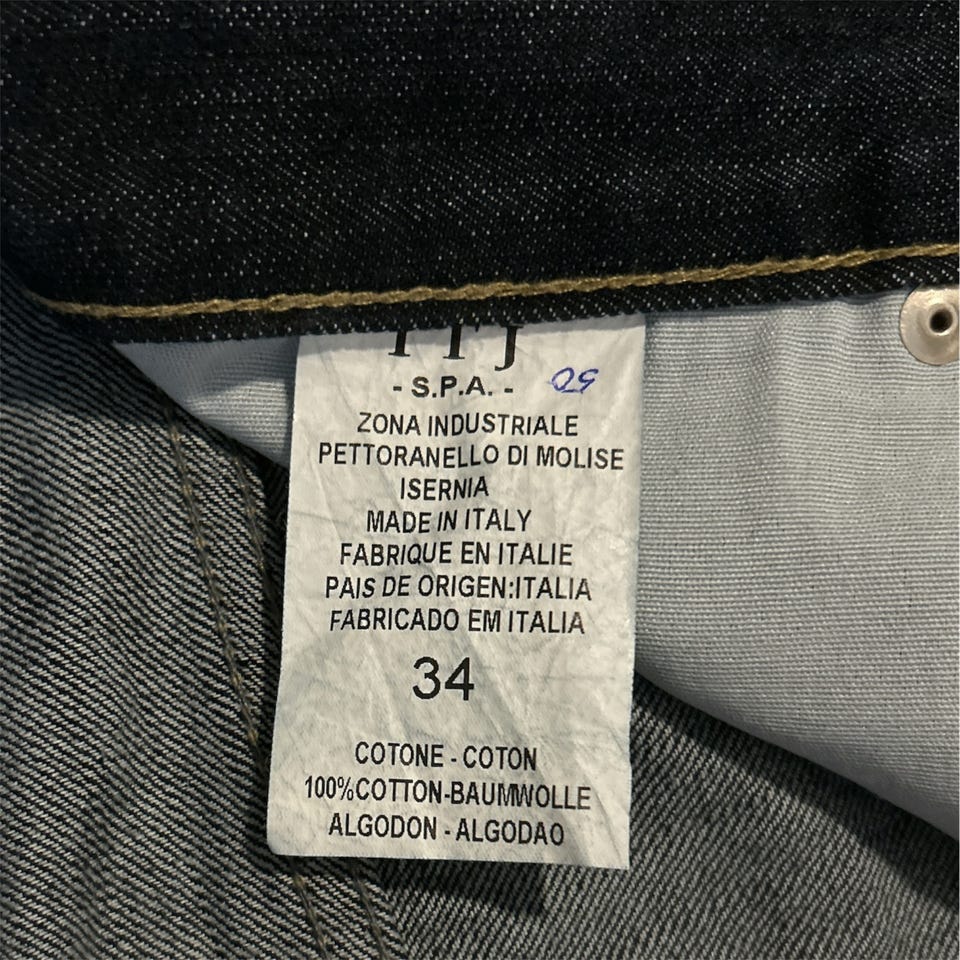 ITJ
- S.P.A. -
ZONA INDUSTRIALE
PETTORANELLO DI MOLISE
ISERNIA
MADE IN ITALY
FABRIQUE EN ITALIE
PAIS DE ORIGEN:ITALIA
FABRICADO EM ITALIA
34
COTONE - COTON
100%COTTON-BAUMWOLLE
ALGODON - ALGODAO